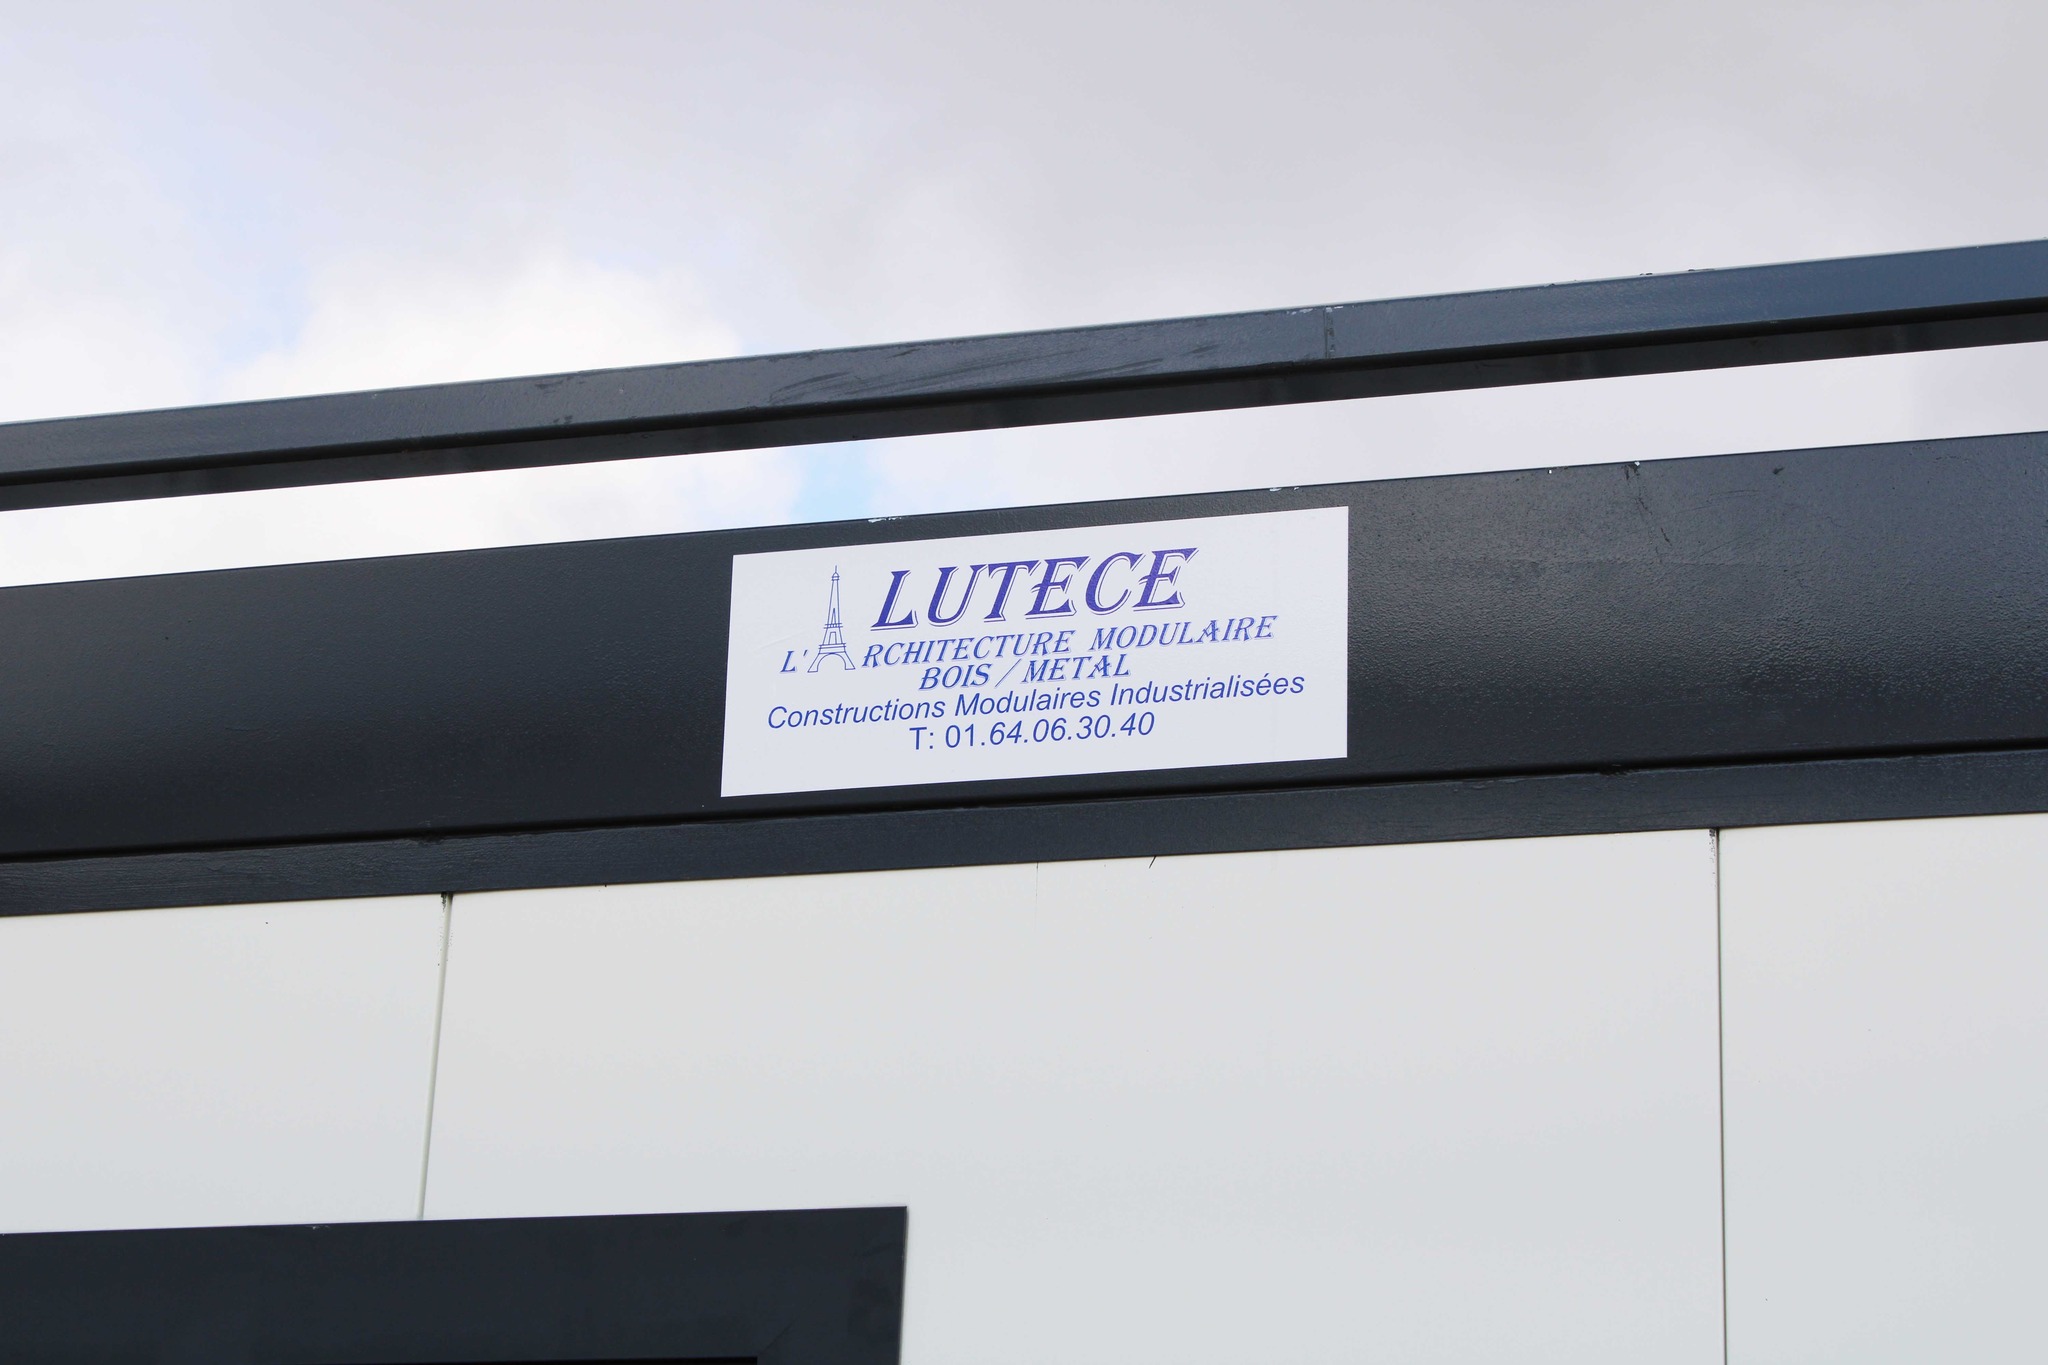 LUTECE
L'ARCHITECTURE MODULAIRE
BOIS / METAL
Constructions Modulaires Industrialisées
T: 01.64.06.30.40